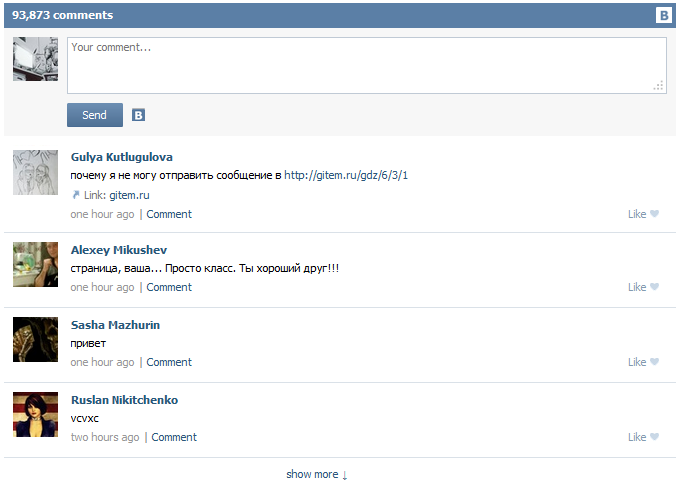 93,873 comments
B
Your comment...
Send
B
Gulya Kutlugulova
почему я не могу отправить сообщение в http://gitem.ru/gdz/6/3/1
Link: gitem.ru
one hour ago | Comment
Like
Alexey Mikushev
страница, ваша... Просто класс. Ты хороший друг!!!
one hour ago | Comment
Like
Sasha Mazhurin
привет
one hour ago | Comment
Like
Ruslan Nikitchenko
vcvxc
two hours ago | Comment
Like
show more ↓